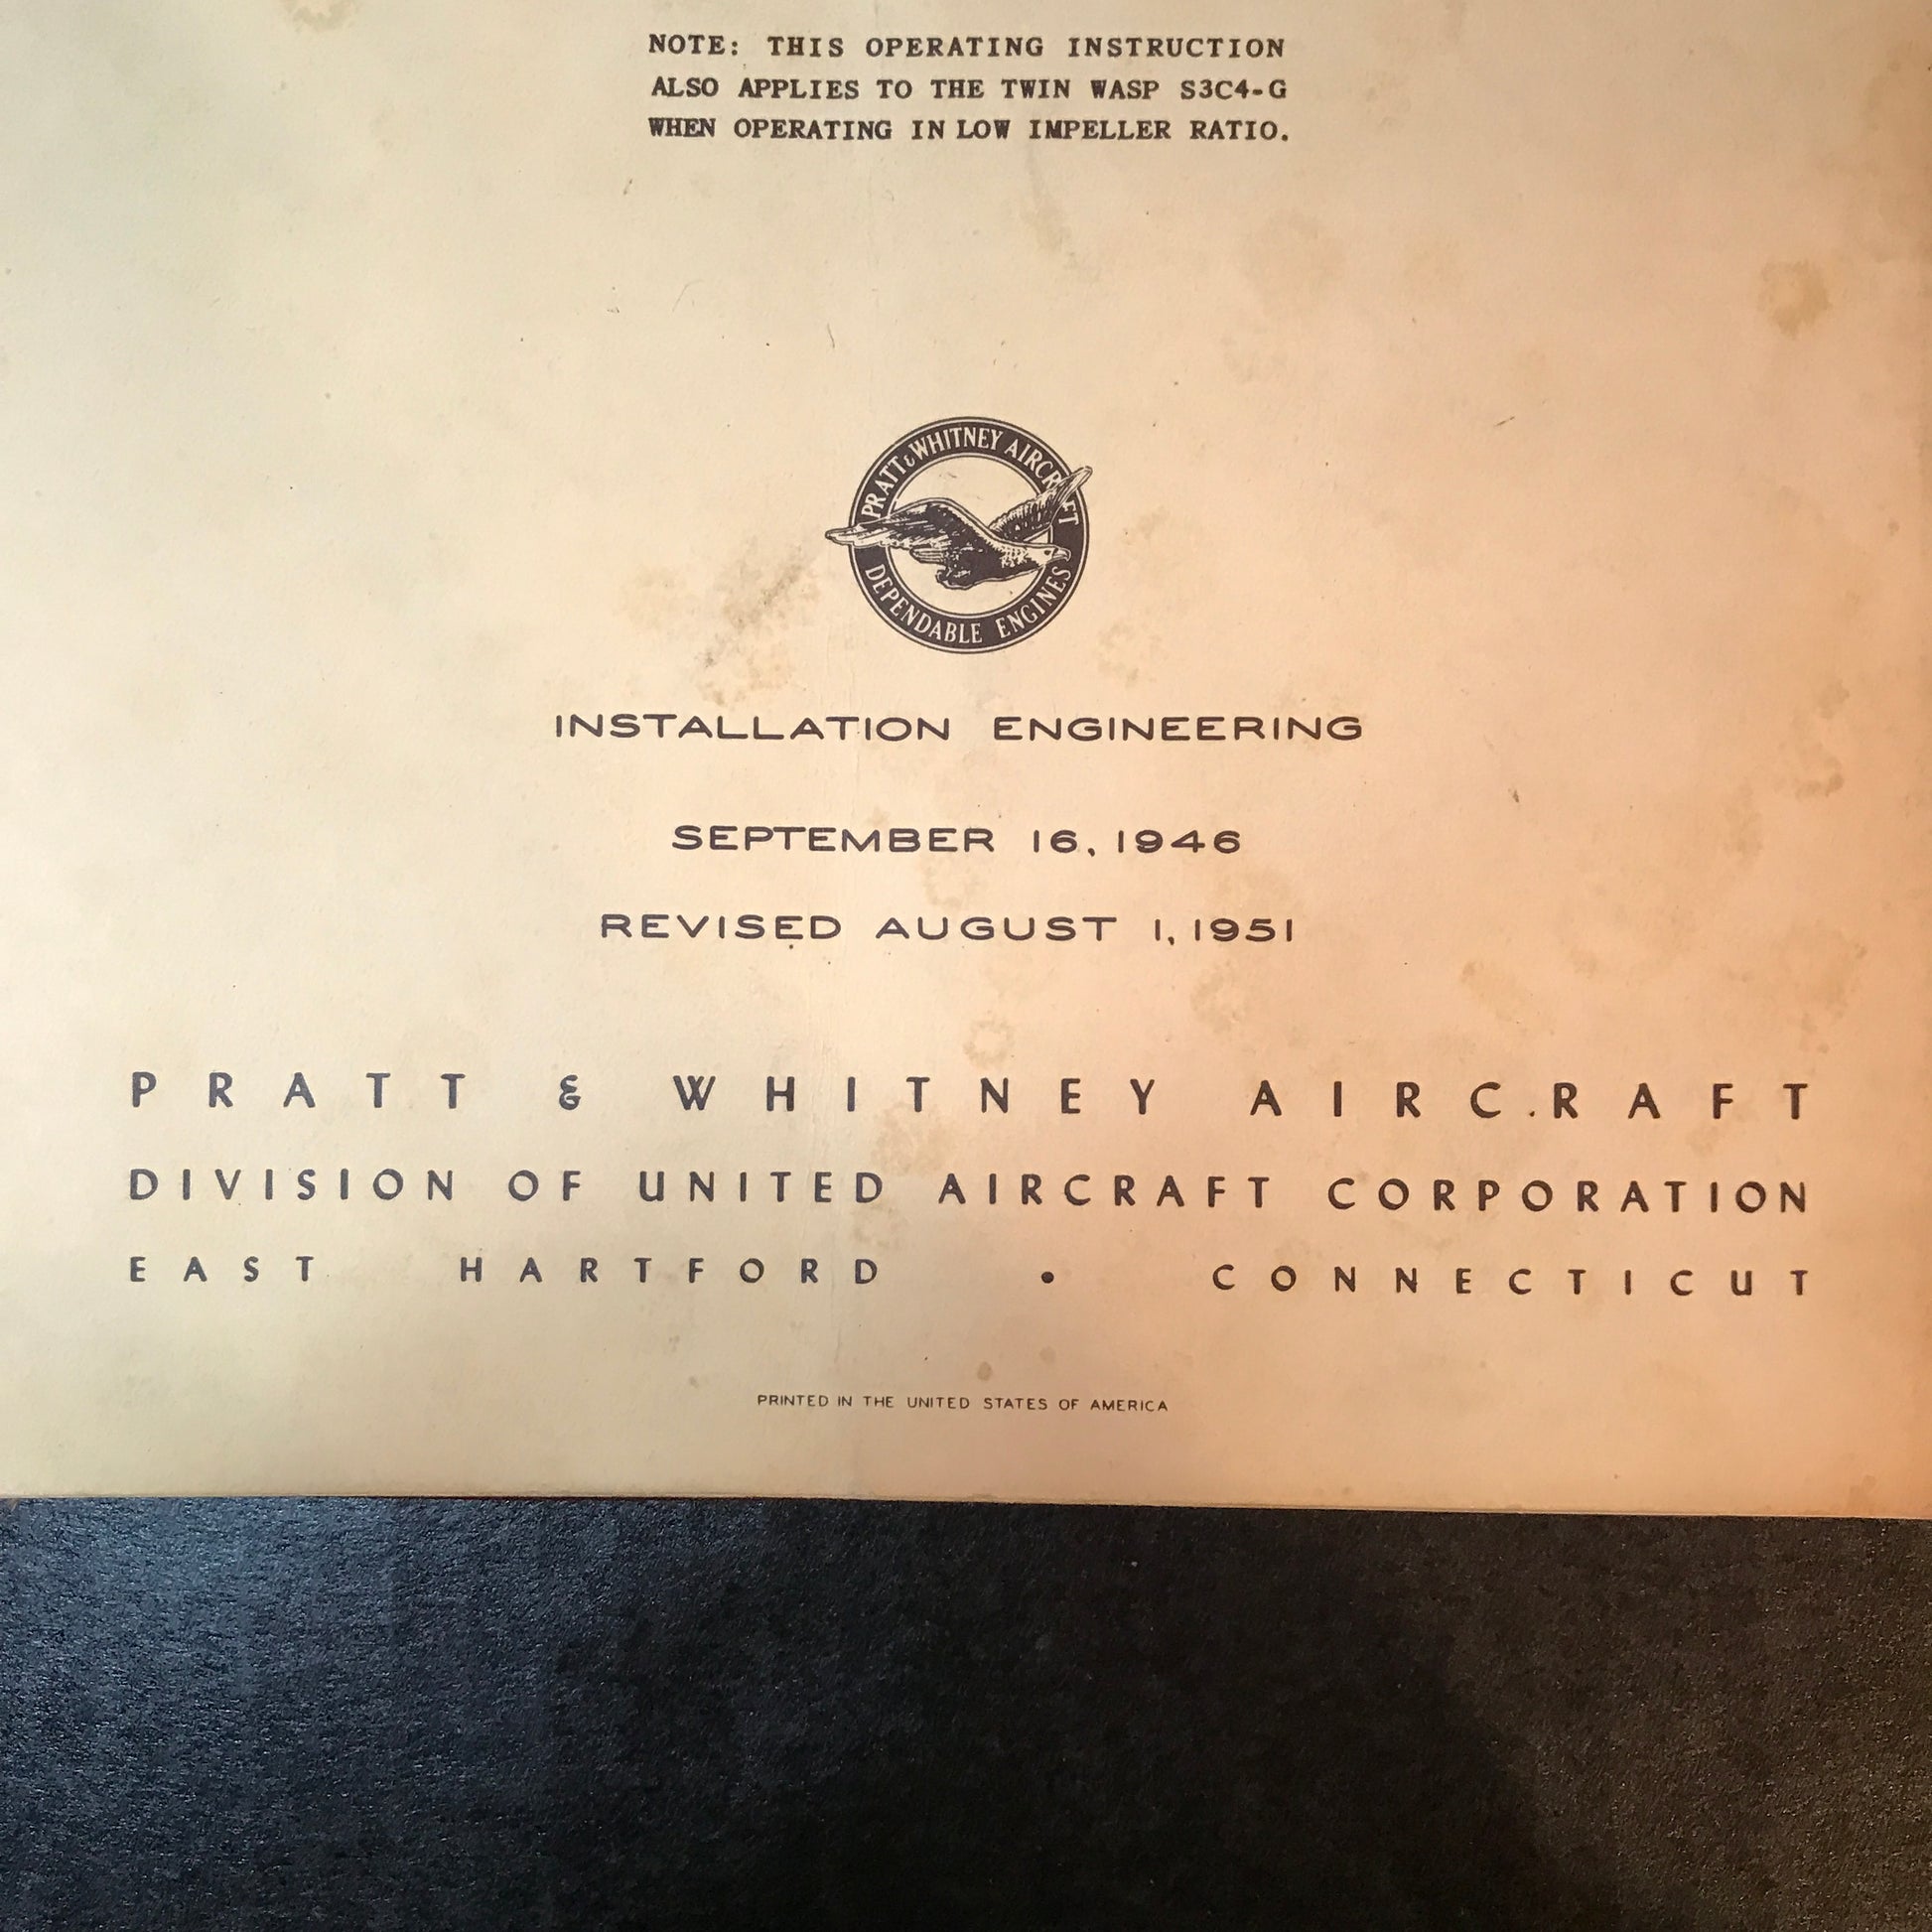 NOTE: THIS OPERATING INSTRUCTION
ALSO APPLIES TO THE TWIN WASP S3C4-G
WHEN OPERATING IN LOW IMPELLER RATIO.
PRATT & WHITNEY AIRCRAFT
DEPENDABLE ENGINES
INSTALLATION ENGINEERING
SEPTEMBER 16, 1946
REVISED AUGUST 1, 1951
PRATT & WHITNEY AIRCRAFT
DIVISION OF UNITED AIRCRAFT CORPORATION
EAST HARTFORD • CONNECTICUT
PRINTED IN THE UNITED STATES OF AMERICA